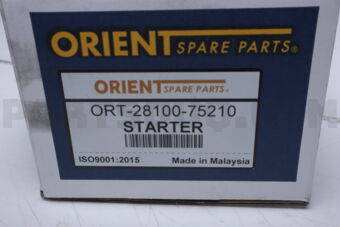 ORIENT SPARE PARTS®
ORIENT SPARE PARTS®
ORT-28100-75210
STARTER
ISO9001:2015 Made in Malaysia